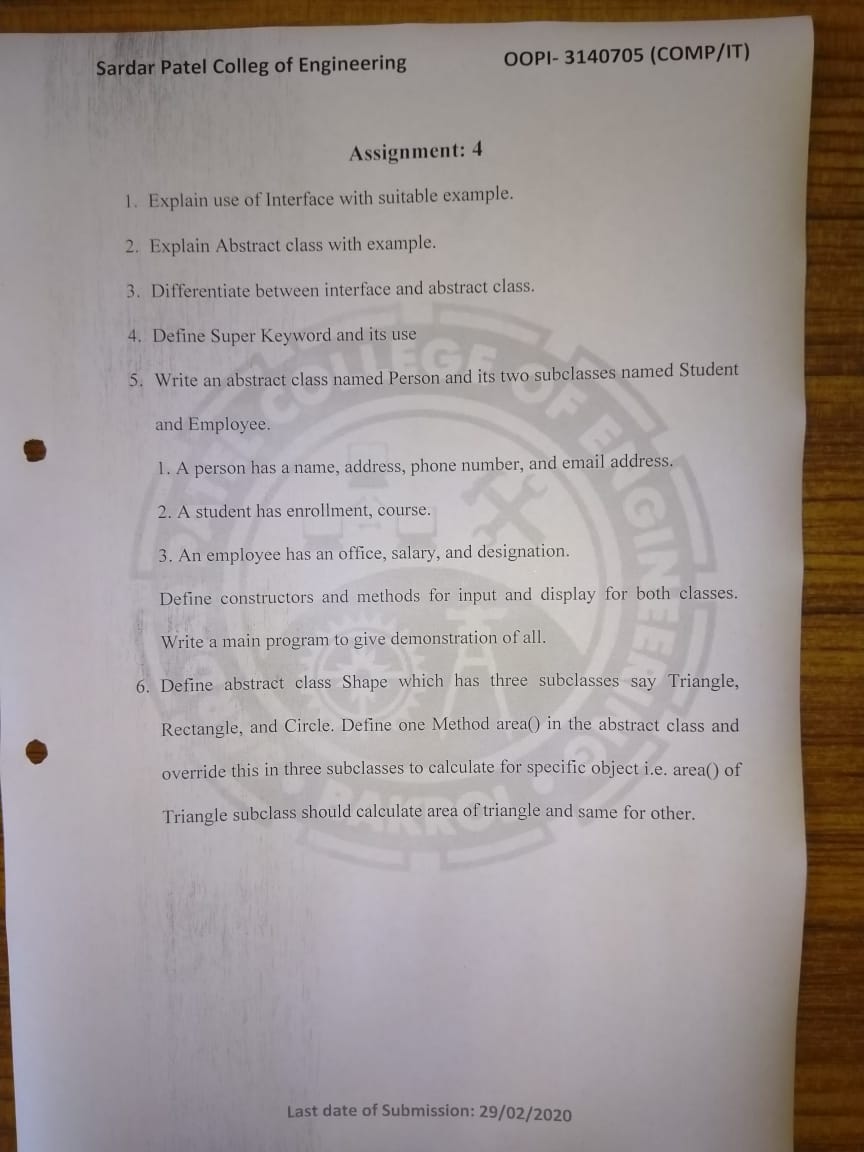 Sardar Patel Colleg of Engineering
OOPI- 3140705 (COMP/IT)
Assignment: 4
1. Explain use of Interface with suitable example.
2. Explain Abstract class with example.
3. Differentiate between interface and abstract class.
4. Define Super Keyword and its use
5. Write an abstract class named Person and its two subclasses named Student
and Employee.
1. A person has a name, address, phone number, and email address.
2. A student has enrollment, course.
3. An employee has an office, salary, and designation.
Define constructors and methods for input and display for both classes.
Write a main program to give demonstration of all.
6. Define abstract class Shape which has three subclasses say Triangle,
Rectangle, and Circle. Define one Method area() in the abstract class and
override this in three subclasses to calculate for specific object i.e. area() of
Triangle subclass should calculate area of triangle and same for other.
COLLEGE OF ENGINEERING
BAKROL
Last date of Submission: 29/02/2020